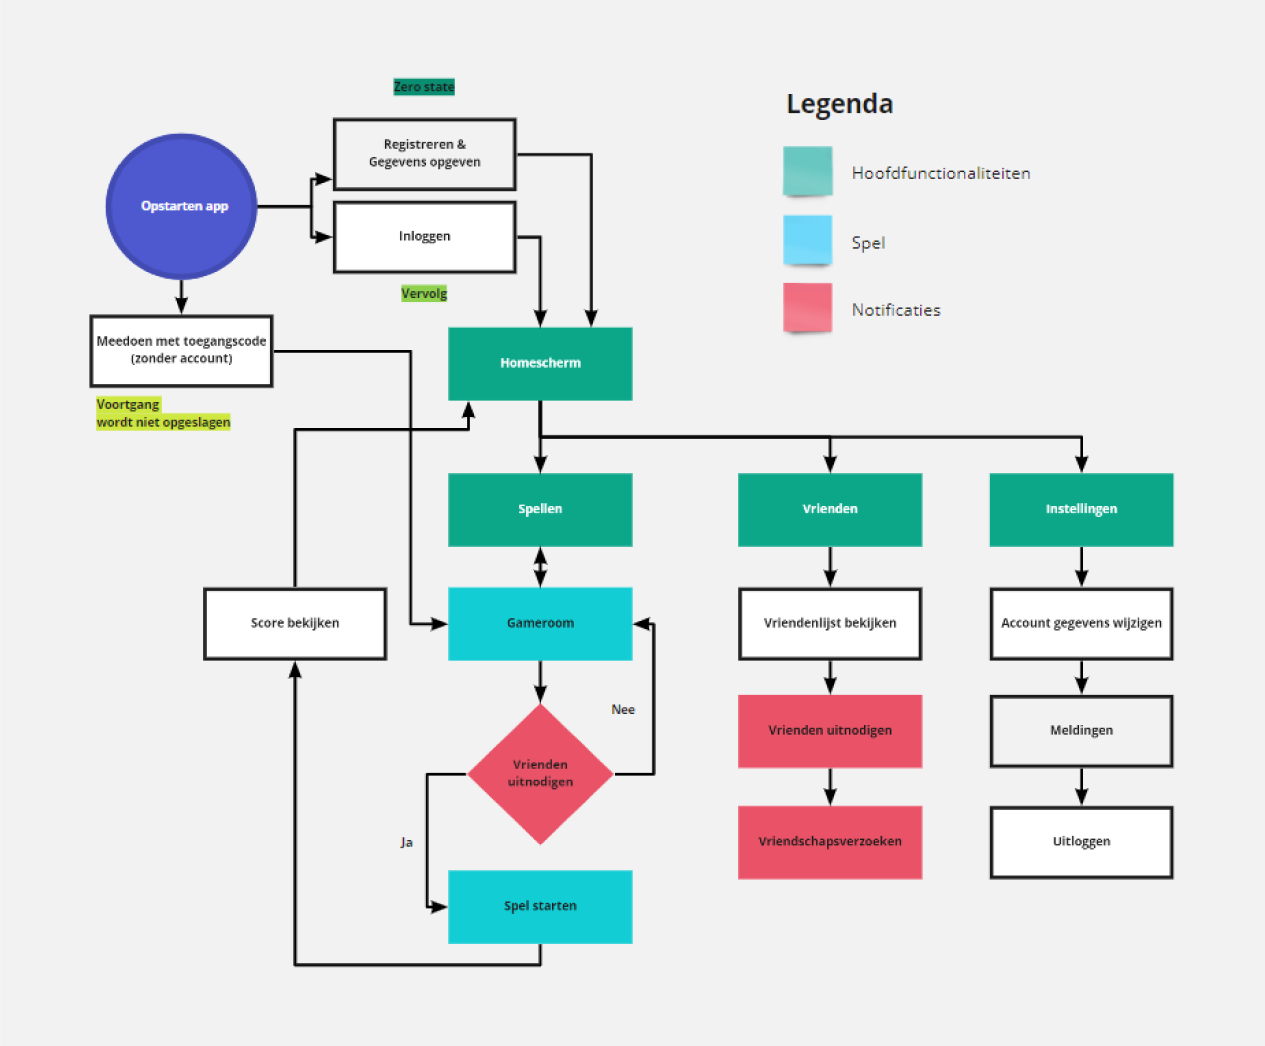 Zero state
Legenda
Registreren &
Gegevens opgeven
Hoofdfunctionaliteiten
Opstarten app
Inloggen
Spel
Vervolg
Notificaties
Meedoen met toegangscode
(zonder account)
Homescherm
Voortgang
wordt niet opgeslagen
Spellen
Vrienden
Instellingen
Score bekijken
Gameroom
Vriendenlijst bekijken
Account gegevens wijzigen
Nee
Vrienden uitnodigen
Meldingen
Vrienden
uitnodigen
Ja
Vriendschapsverzoeken
Uitloggen
Spel starten